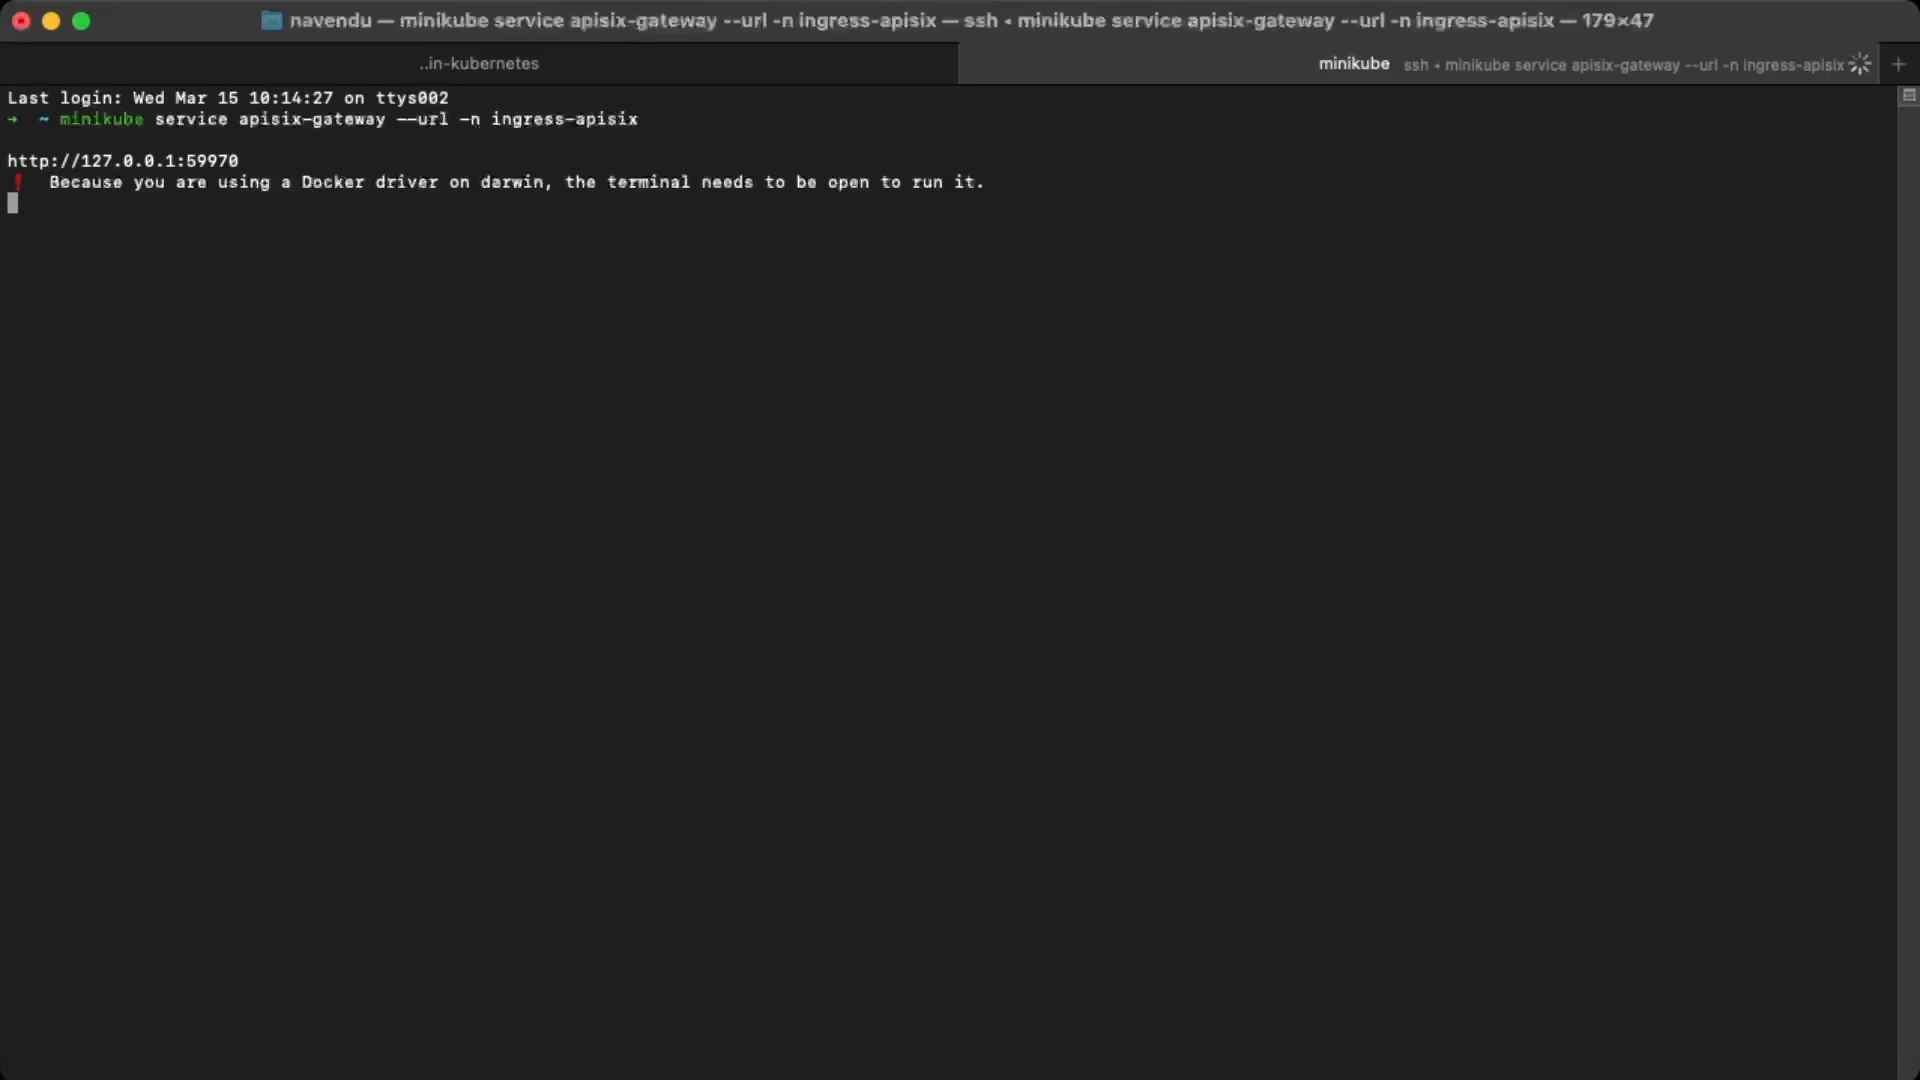 navendu — minikube service apisix-gateway --url -n ingress-apisix — ssh ◂ minikube service apisix-gateway --url -n ingress-apisix — 179×47
..in-kubernetes
minikube ssh ◂ minikube service apisix-gateway --url -n ingress-apisix
Last login: Wed Mar 15 10:14:27 on ttys002
→ ~ minikube service apisix-gateway --url -n ingress-apisix
http://127.0.0.1:59970
❗ Because you are using a Docker driver on darwin, the terminal needs to be open to run it.